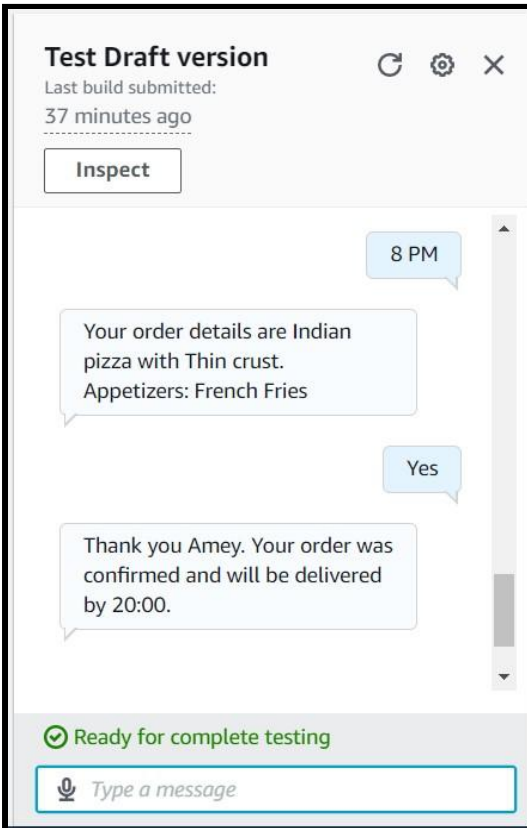 Test Draft version
Last build submitted:
37 minutes ago
Inspect
8 PM
Your order details are Indian
pizza with Thin crust.
Appetizers: French Fries
Yes
Thank you Amey. Your order was
confirmed and will be delivered
by 20:00.
Ready for complete testing
Type a message